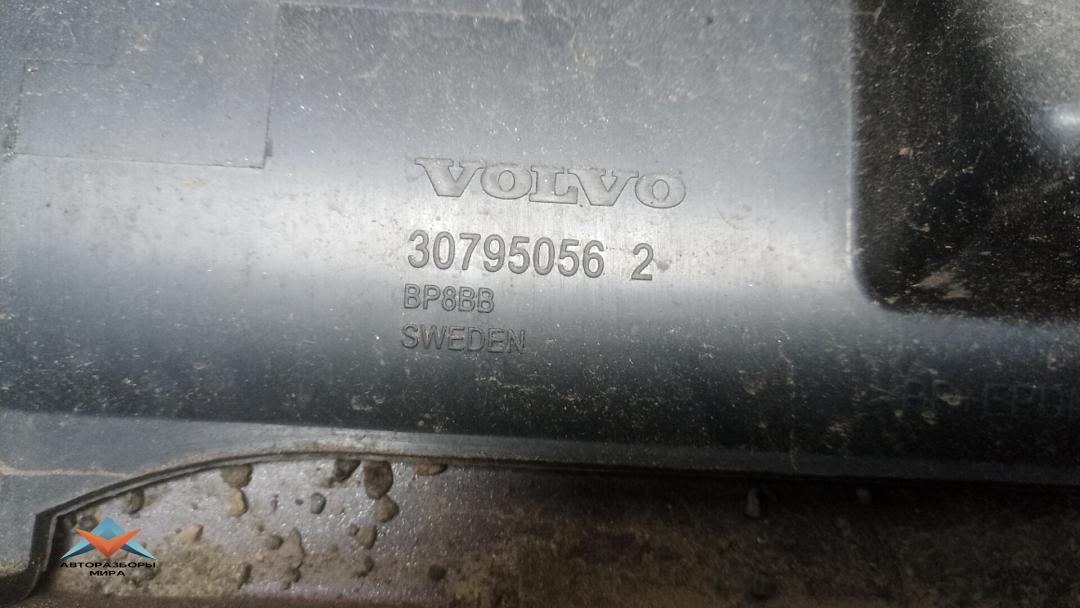 VOLVO
30795056 2
BP8BB
SWEDEN
АВТОРАЗБОРЫ
МИРА